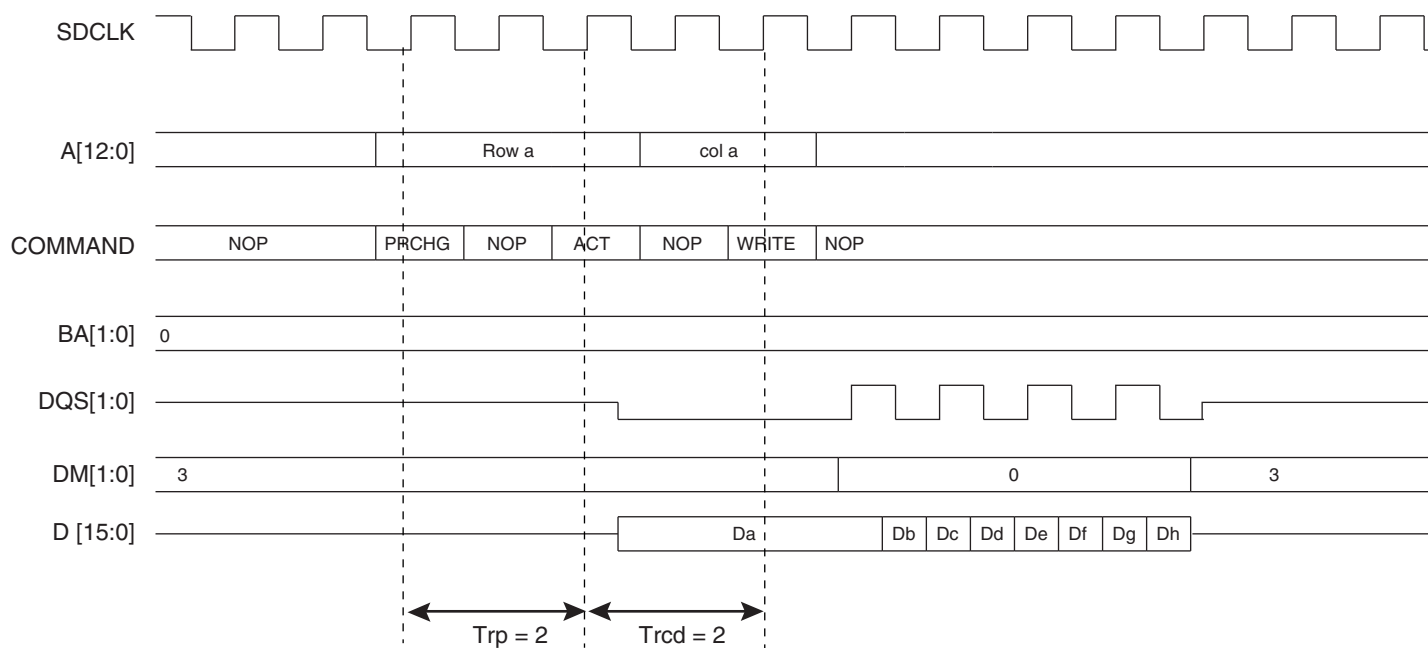 SDCLK
A[12:0] Row a col a
COMMAND NOP PRCHG NOP ACT NOP WRITE NOP
BA[1:0] 0
DQS[1:0]
DM[1:0] 3 0 3
D [15:0] Da Db Dc Dd De Df Dg Dh
Trp = 2 Trcd = 2